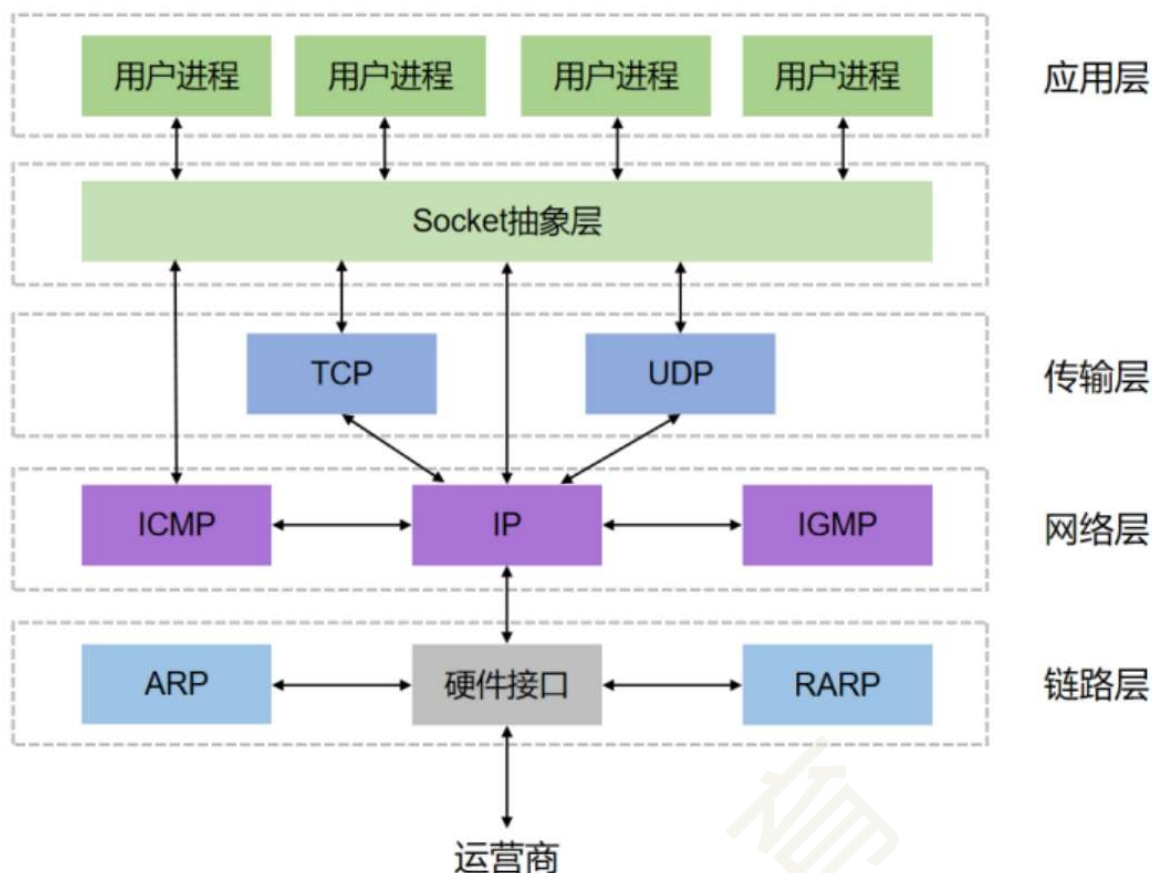 用户进程 用户进程 用户进程 用户进程 应用层
Socket抽象层
TCP UDP 传输层
ICMP IP IGMP 网络层
ARP 硬件接口 RARP 链路层
运营商